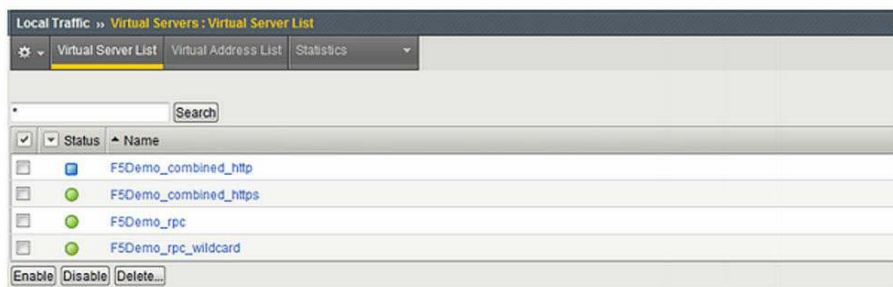 Local Traffic ›› Virtual Servers : Virtual Server List
Virtual Server List Virtual Address List Statistics
* Search
Status Name
F5Demo_combined_http
F5Demo_combined_https
F5Demo_rpc
F5Demo_rpc_wildcard
Enable Disable Delete...